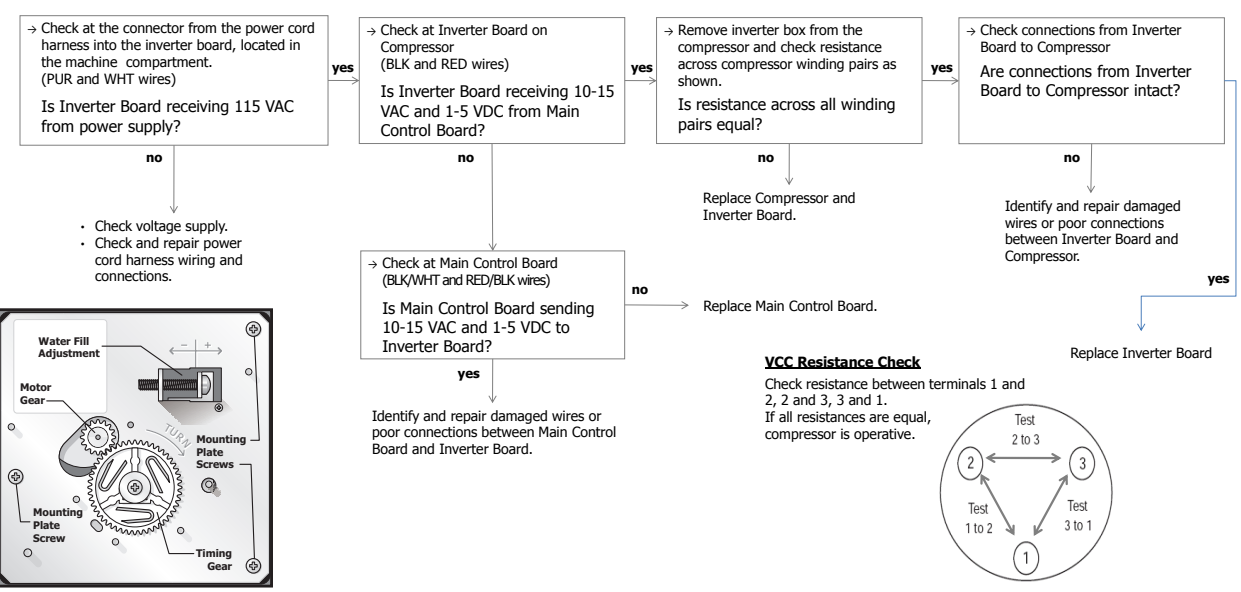 → Check at the connector from the power cord
harness into the inverter board, located in
the machine compartment.
(PUR and WHT wires)
Is Inverter Board receiving 115 VAC
from power supply?
yes
→ Check at Inverter Board on
Compressor
(BLK and RED wires)
Is Inverter Board receiving 10-15
VAC and 1-5 VDC from Main
Control Board?
yes
→ Remove inverter box from the
compressor and check resistance
across compressor winding pairs as
shown.
Is resistance across all winding
pairs equal?
yes
→ Check connections from Inverter
Board to Compressor
Are connections from Inverter
Board to Compressor intact?
no
• Check voltage supply.
• Check and repair power
cord harness wiring and
connections.
no
no
Replace Compressor and
Inverter Board.
no
Identify and repair damaged
wires or poor connections
between Inverter Board and
Compressor.
yes
Replace Inverter Board
→ Check at Main Control Board
(BLK/WHT and RED/BLK wires)
Is Main Control Board sending
10-15 VAC and 1-5 VDC to
Inverter Board?
no
Replace Main Control Board.
yes
Identify and repair damaged wires or
poor connections between Main Control
Board and Inverter Board.
Water Fill
Adjustment
− +
Motor
Gear
TURN
Mounting
Plate
Screws
Mounting
Plate
Screw
Timing
Gear
VCC Resistance Check
Check resistance between terminals 1 and
2, 2 and 3, 3 and 1.
If all resistances are equal,
compressor is operative.
Test
2 to 3
2
3
Test
1 to 2
Test
3 to 1
1